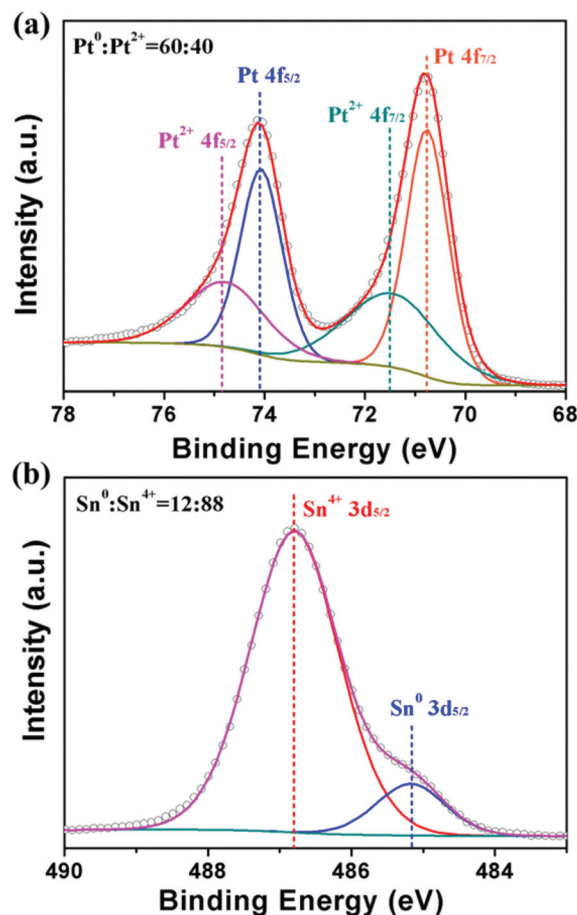 (a)
Pt⁰:Pt²⁺=60:40
Pt 4f₅/₂
Pt 4f₇/₂
Pt²⁺ 4f₇/₂
Pt²⁺ 4f₅/₂
Intensity (a.u.)
78 76 74 72 70 68
Binding Energy (eV)
(b)
Sn⁰:Sn⁴⁺=12:88
Sn⁴⁺ 3d₅/₂
Sn⁰ 3d₅/₂
Intensity (a.u.)
490 488 486 484
Binding Energy (eV)